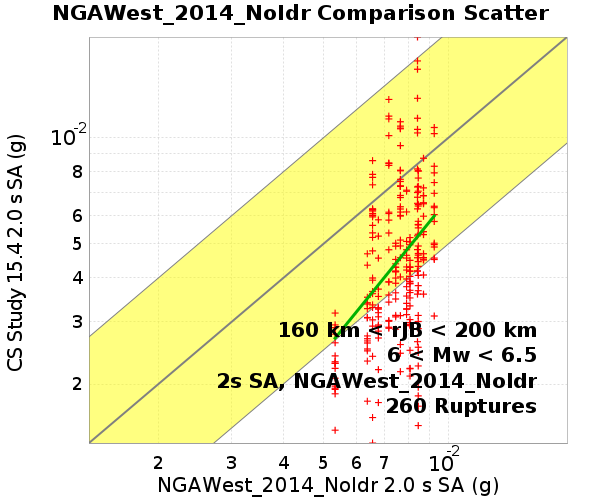 NGAWest_2014_NoIdr Comparison Scatter
CS Study 15.4 2.0 s SA (g)
10-2
8
6
5
4
3
2
160 km < rJB < 200 km
6 < Mw < 6.5
2s SA, NGAWest_2014_NoIdr
260 Ruptures
2 3 4 5 6 7 10-2
NGAWest_2014_NoIdr 2.0 s SA (g)